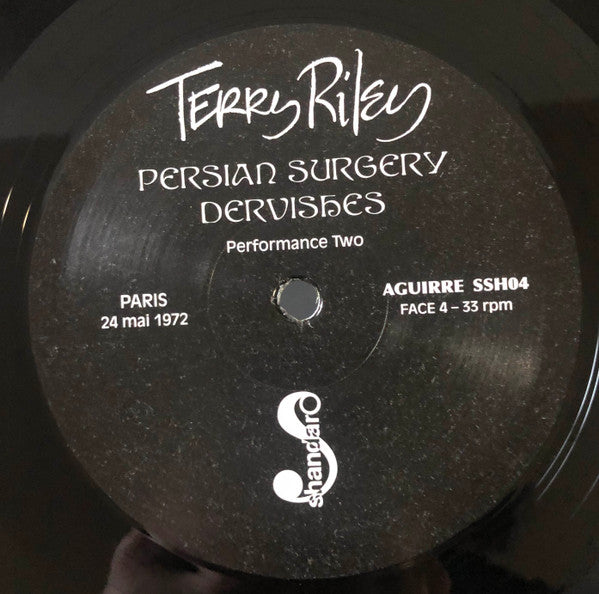 Terry Riley
PERSIAN SURGERY
DERVISHES
Performance Two
PARIS
24 mai 1972
AGUIRRE SSH04
FACE 4 – 33 rpm
shandar